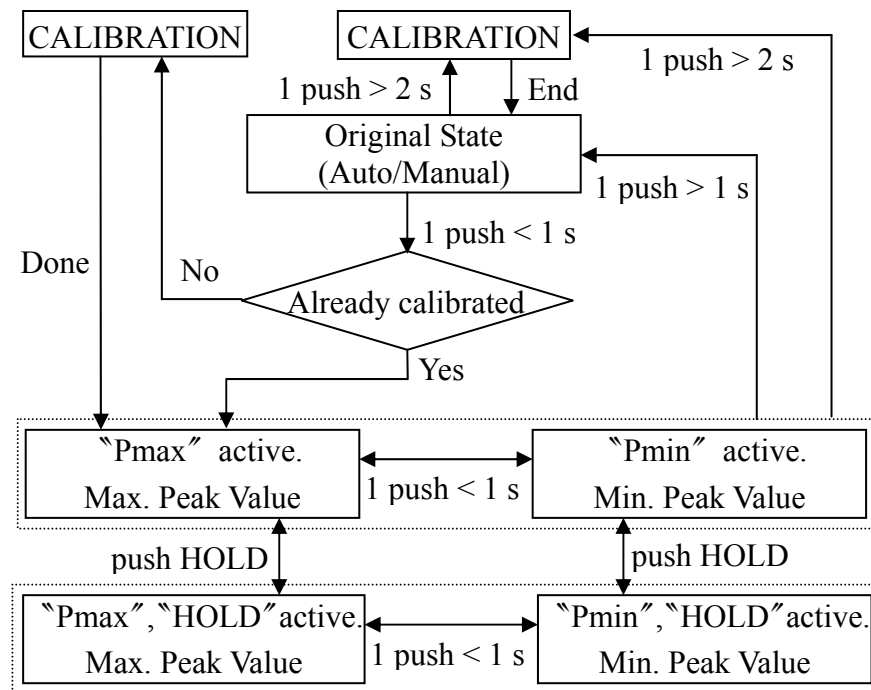 CALIBRATION
CALIBRATION
1 push > 2 s
End
1 push > 2 s
Original State
(Auto/Manual)
1 push > 1 s
1 push < 1 s
Done
No
Already calibrated
Yes
〝Pmax〞 active.
Max. Peak Value
1 push < 1 s
〝Pmin〞 active.
Min. Peak Value
push HOLD
push HOLD
〝Pmax〞,〝HOLD〞active.
Max. Peak Value
1 push < 1 s
〝Pmin〞,〝HOLD〞active.
Min. Peak Value